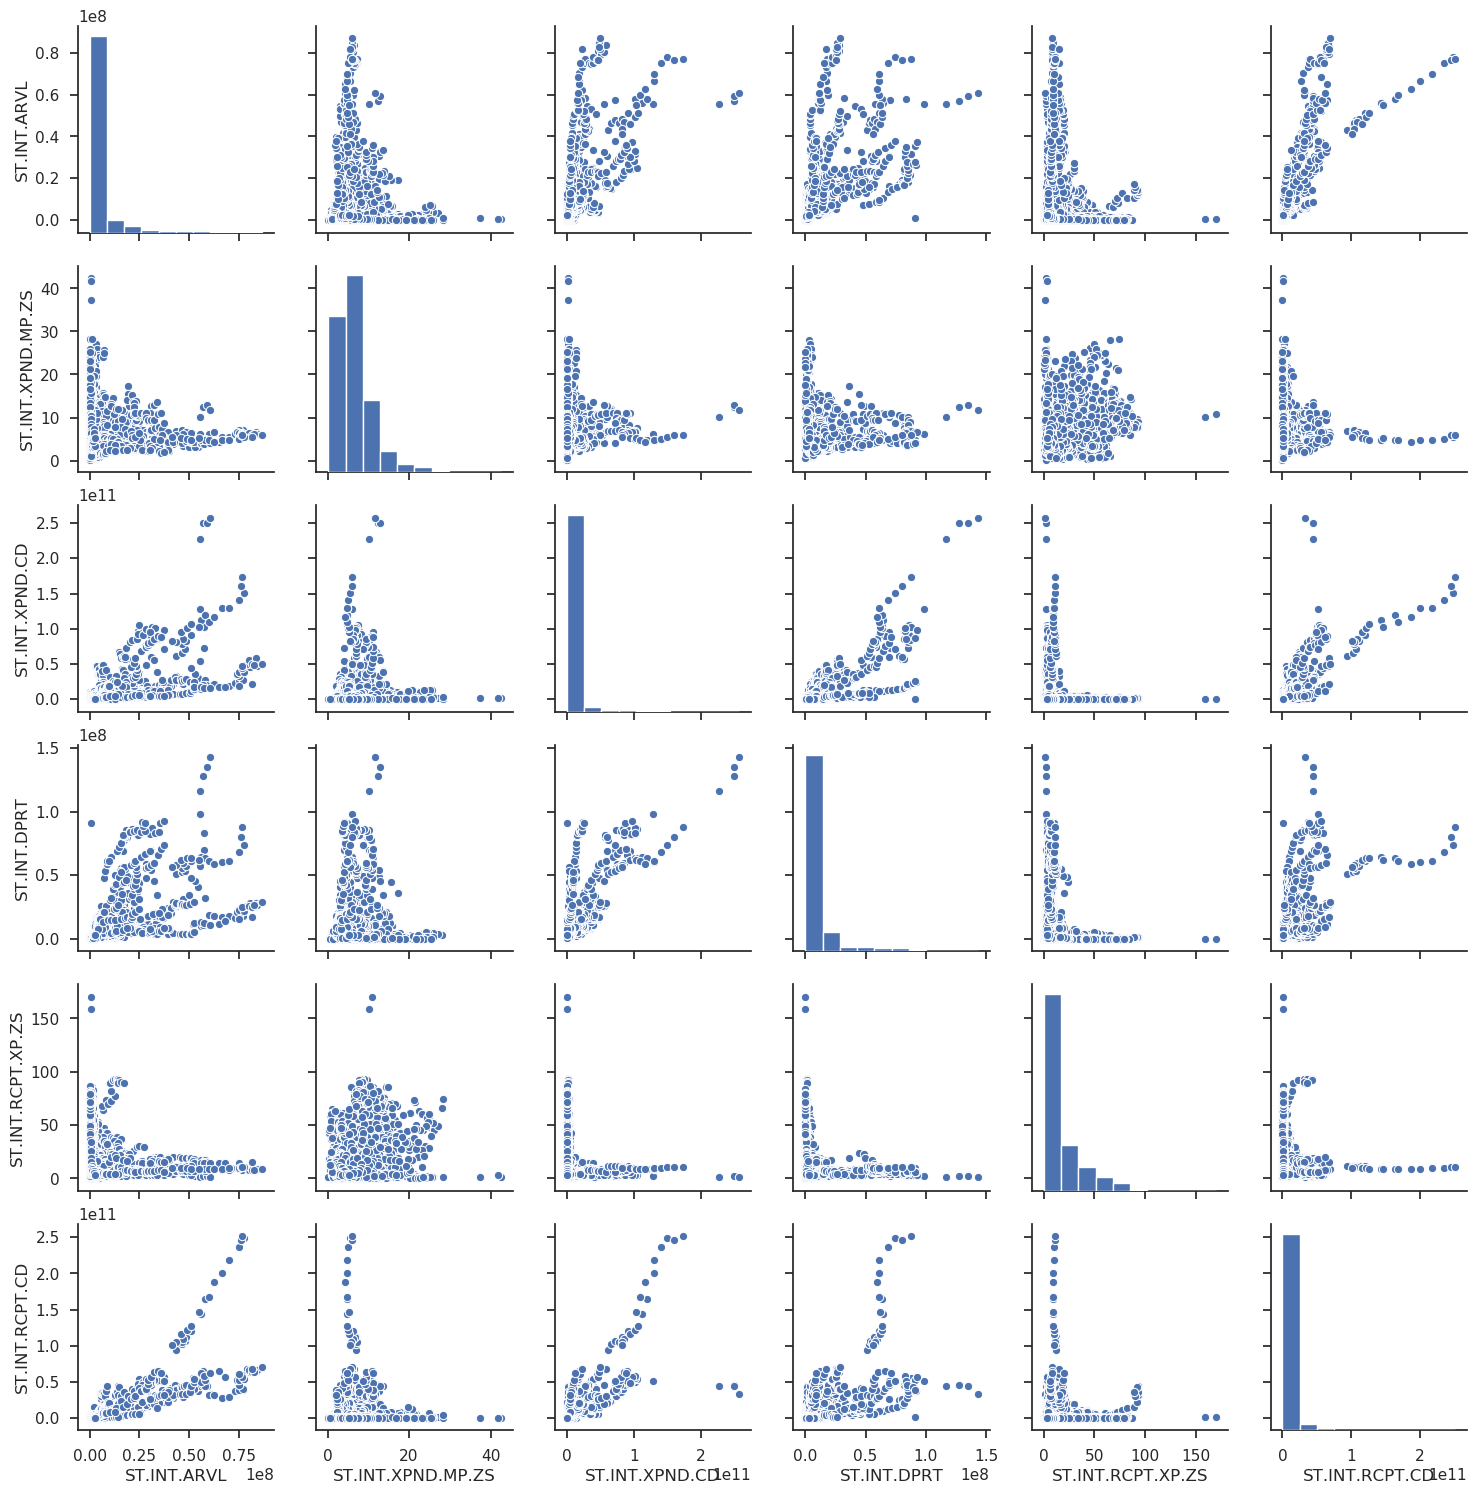 1e8
ST.INT.ARVL
0.8
0.6
0.4
0.2
0.0
ST.INT.XPND.MP.ZS
40
30
20
10
0
1e11
ST.INT.XPND.CD
2.5
2.0
1.5
1.0
0.5
0.0
1e8
ST.INT.DPRT
1.5
1.0
0.5
0.0
ST.INT.RCPT.XP.ZS
150
100
50
0
1e11
ST.INT.RCPT.CD
2.5
2.0
1.5
1.0
0.5
0.0
0.00 0.25 0.50 0.75 0 20 40 0 1 2 0.0 0.5 1.0 1.5 0 50 100 150 0 1 2
ST.INT.ARVL 1e8 ST.INT.XPND.MP.ZS ST.INT.XPND.CD 1e11 ST.INT.DPRT 1e8 ST.INT.RCPT.XP.ZS ST.INT.RCPT.CD 1e11